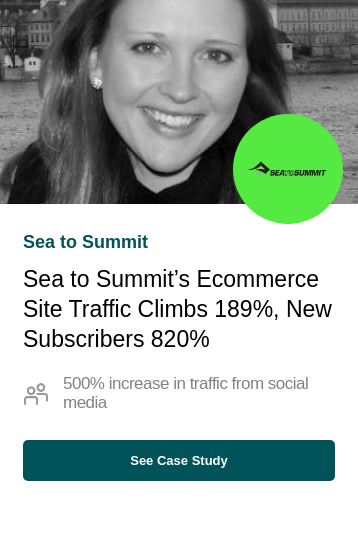 SEA TO SUMMIT
Sea to Summit
Sea to Summit’s Ecommerce
Site Traffic Climbs 189%, New
Subscribers 820%
500% increase in traffic from social
media
See Case Study